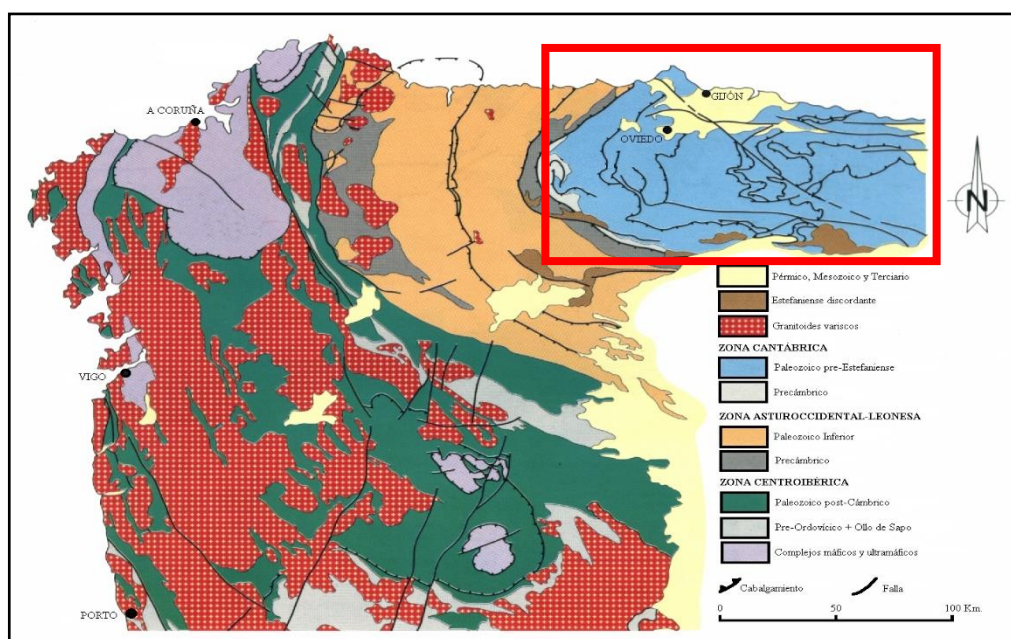 A CORUÑA
GIJÓN
OVIEDO
N
VIGO
PORTO
Pérmico, Mesozoico y Terciario
Estefaniense discordante
Granitoides variscos
ZONA CANTÁBRICA
Paleozoico pre-Estefaniense
Precámbrico
ZONA ASTUROCCIDENTAL-LEONESA
Paleozoico Inferior
Precámbrico
ZONA CENTROIBÉRICA
Paleozoico post-Cámbrico
Pre-Ordovícico + Ollo de Sapo
Complejos máficos y ultramáficos
Cabalgamiento Falla
0 50 100 Km.